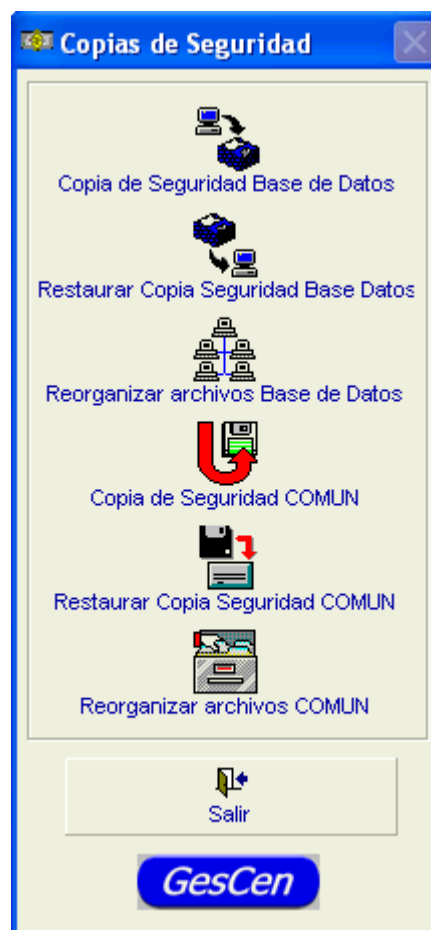 Copias de Seguridad
Copia de Seguridad Base de Datos
Restaurar Copia Seguridad Base Datos
Reorganizar archivos Base de Datos
Copia de Seguridad COMUN
Restaurar Copia Seguridad COMUN
Reorganizar archivos COMUN
Salir
GesCen